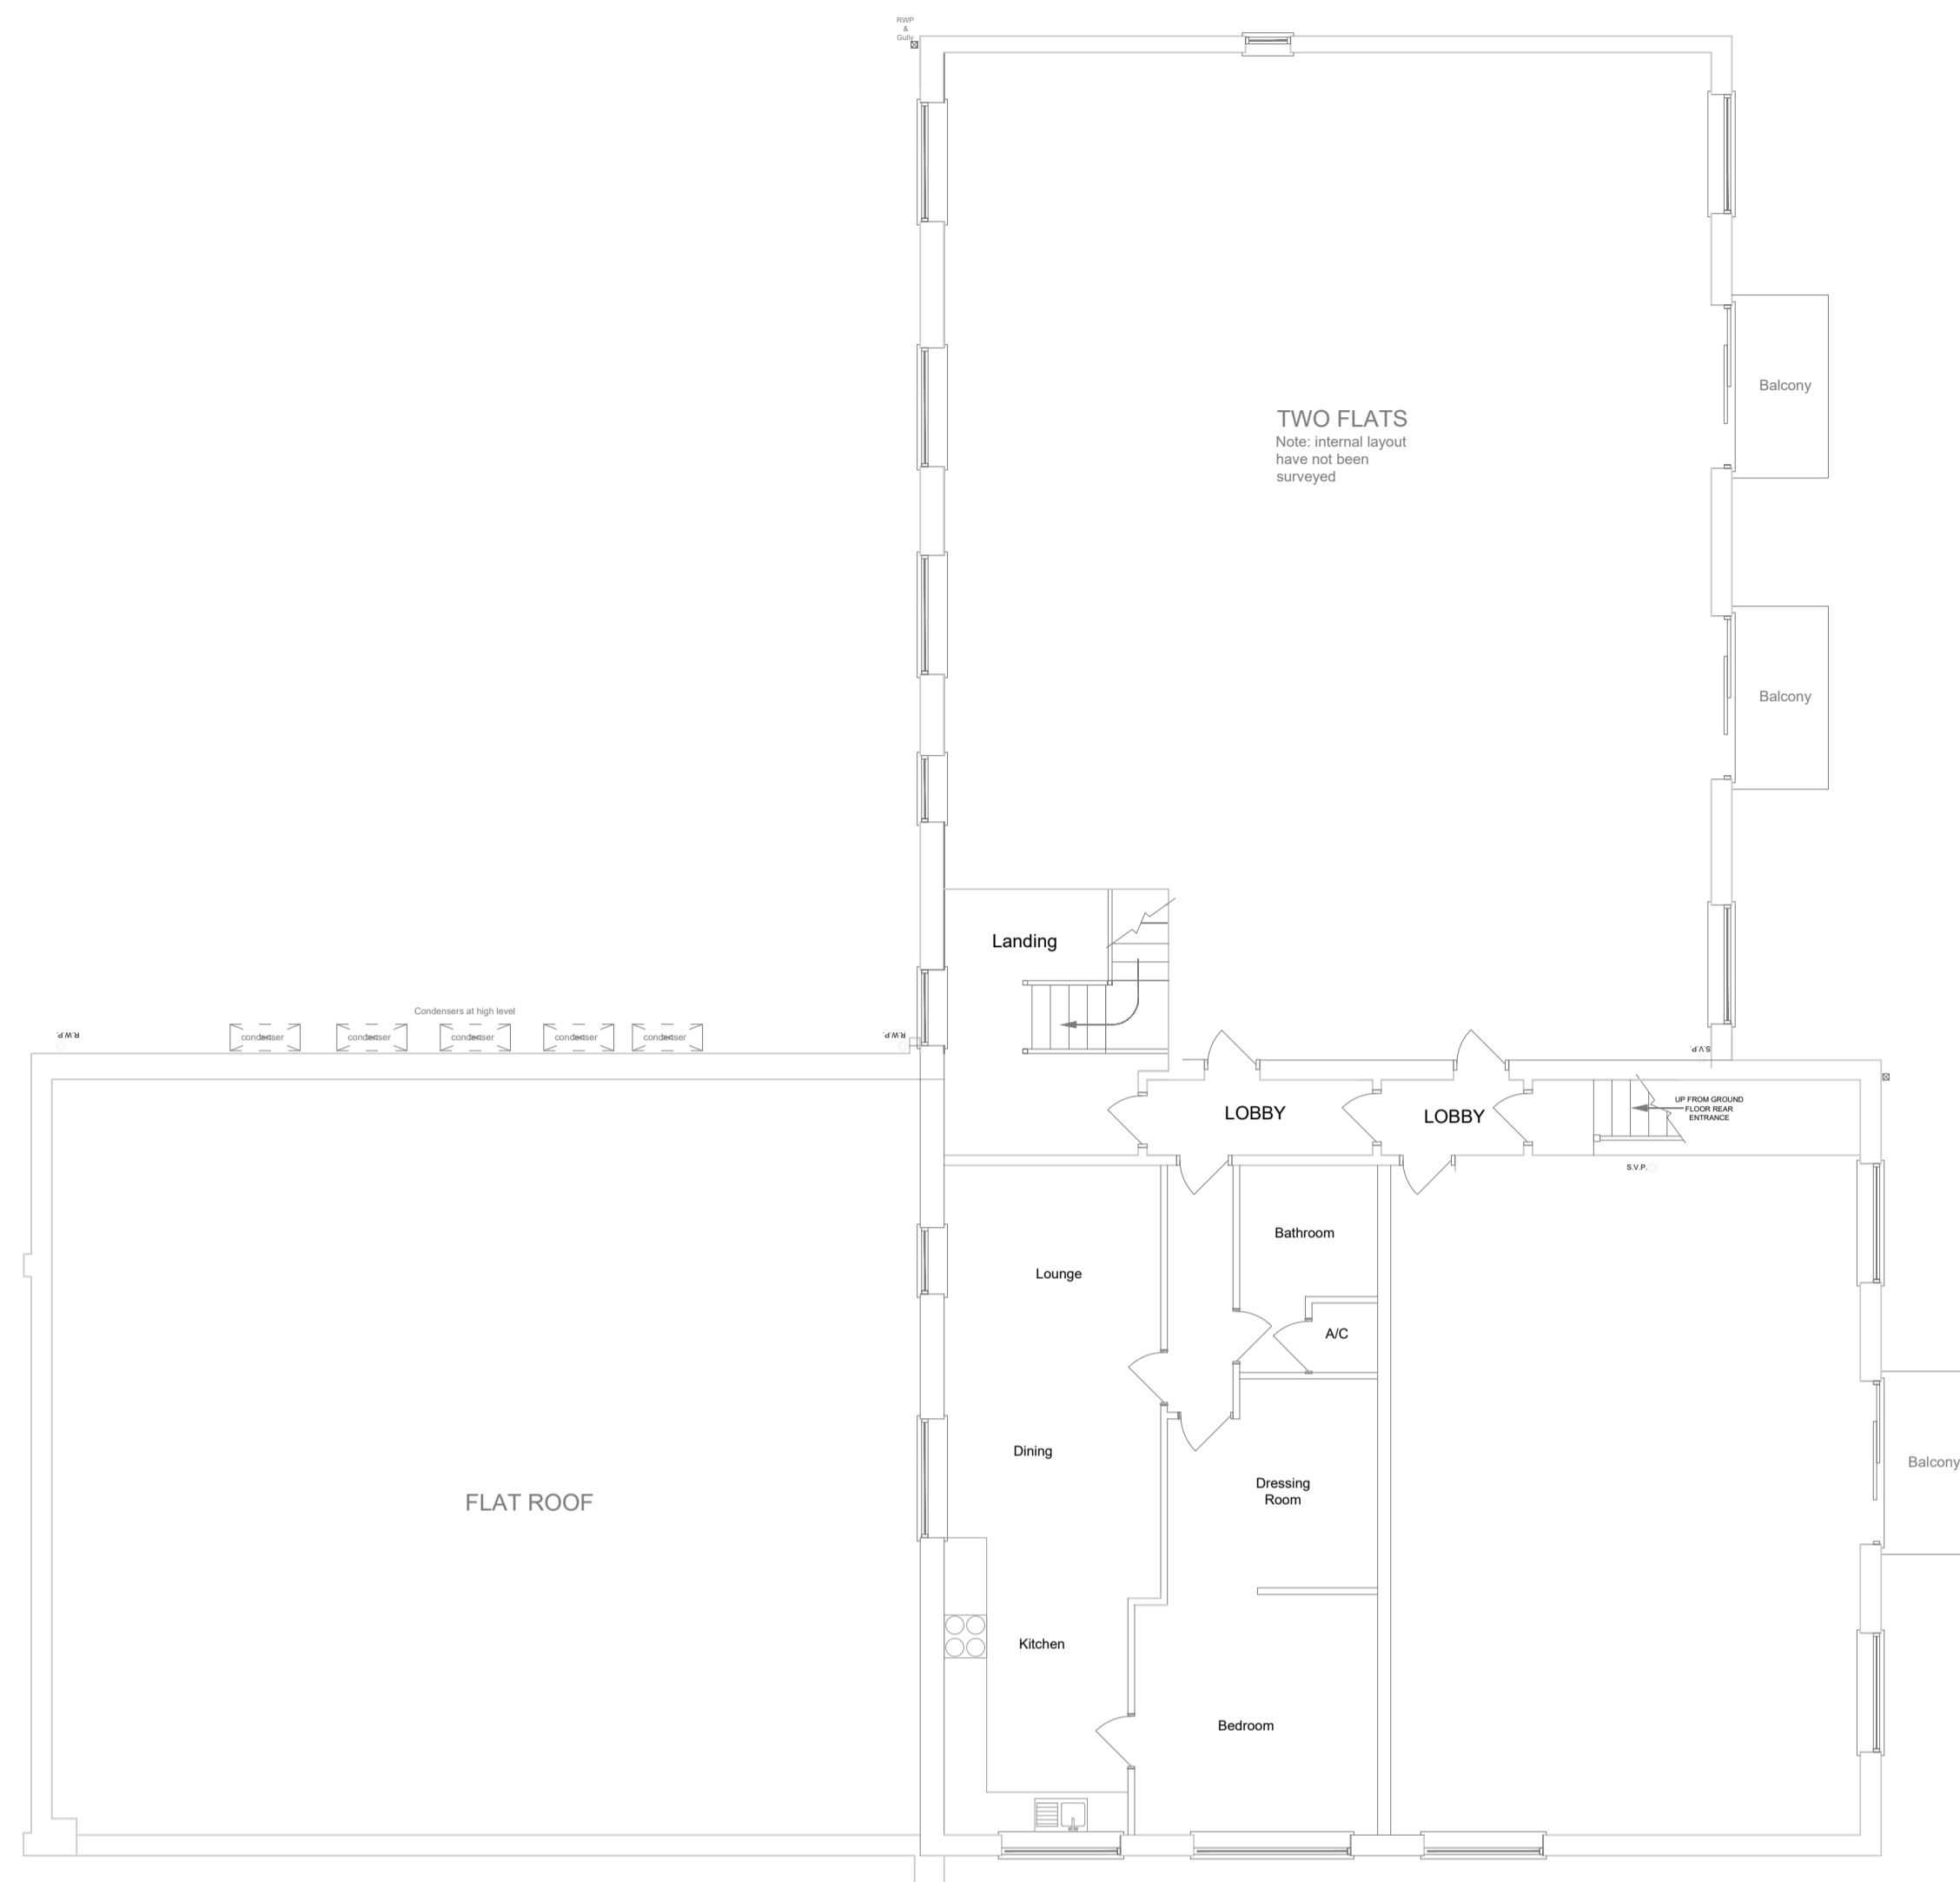 RWP
&
Gully
TWO FLATS
Note: internal layout
have not been
surveyed
Balcony
Balcony
Landing
Condensers at high level
R.W.P.
condenser
condenser
condenser
condenser
condenser
R.W.P.
S.V.P.
LOBBY
LOBBY
UP FROM GROUND
FLOOR REAR
ENTRANCE
S.V.P.
Bathroom
Lounge
A/C
Dining
Balcony
Dressing
Room
FLAT ROOF
Kitchen
Bedroom